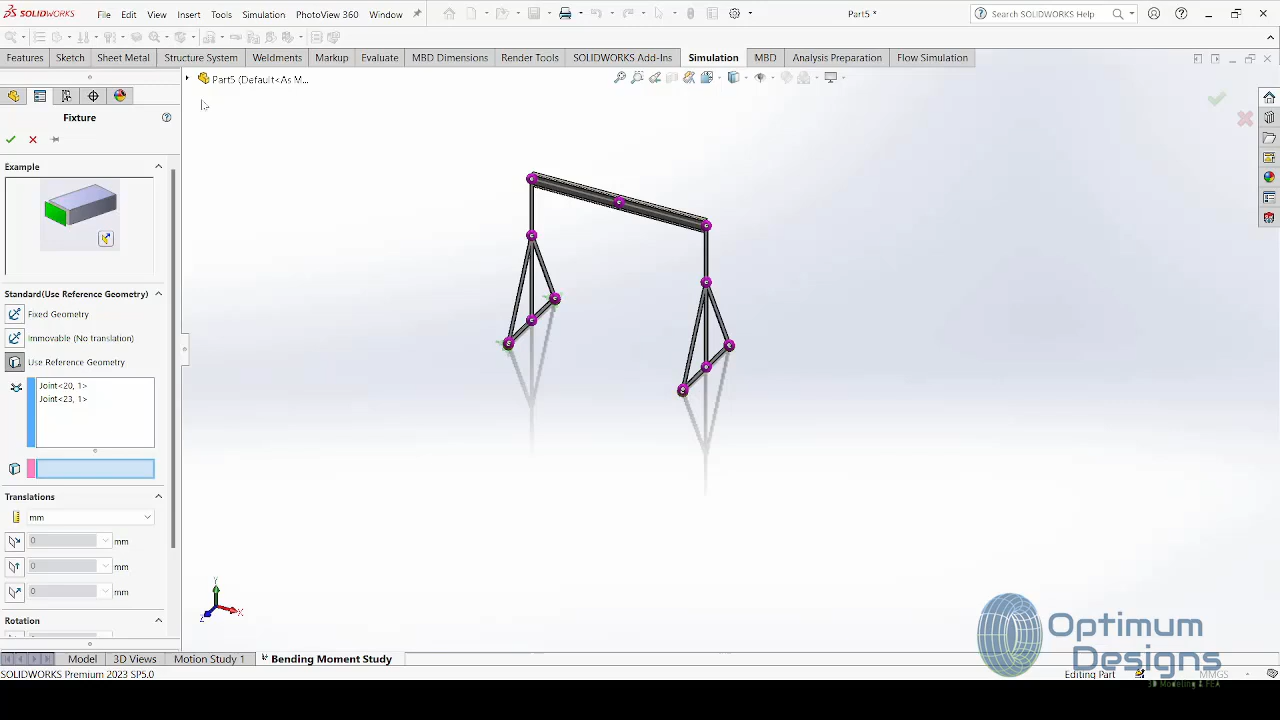 SOLIDWORKS File Edit View Insert Tools Simulation PhotoView 360 Window Part5 * Search SOLIDWORKS Help
Features Sketch Sheet Metal Structure System Weldments Markup Evaluate MBD Dimensions Render Tools SOLIDWORKS Add-Ins Simulation MBD Analysis Preparation Flow Simulation
Part5 (Default<As M...
Fixture
Example
Standard(Use Reference Geometry)
Fixed Geometry
Immovable (No translation)
Use Reference Geometry
Joint<20, 1>
Joint<23, 1>
Translations
mm
0 mm
0 mm
0 mm
Rotation
Y
X
Z
Optimum
Designs
3D Modeling & FEA
Model 3D Views Motion Study 1 Bending Moment Study
SOLIDWORKS Premium 2023 SP5.0 Editing Part MMGS